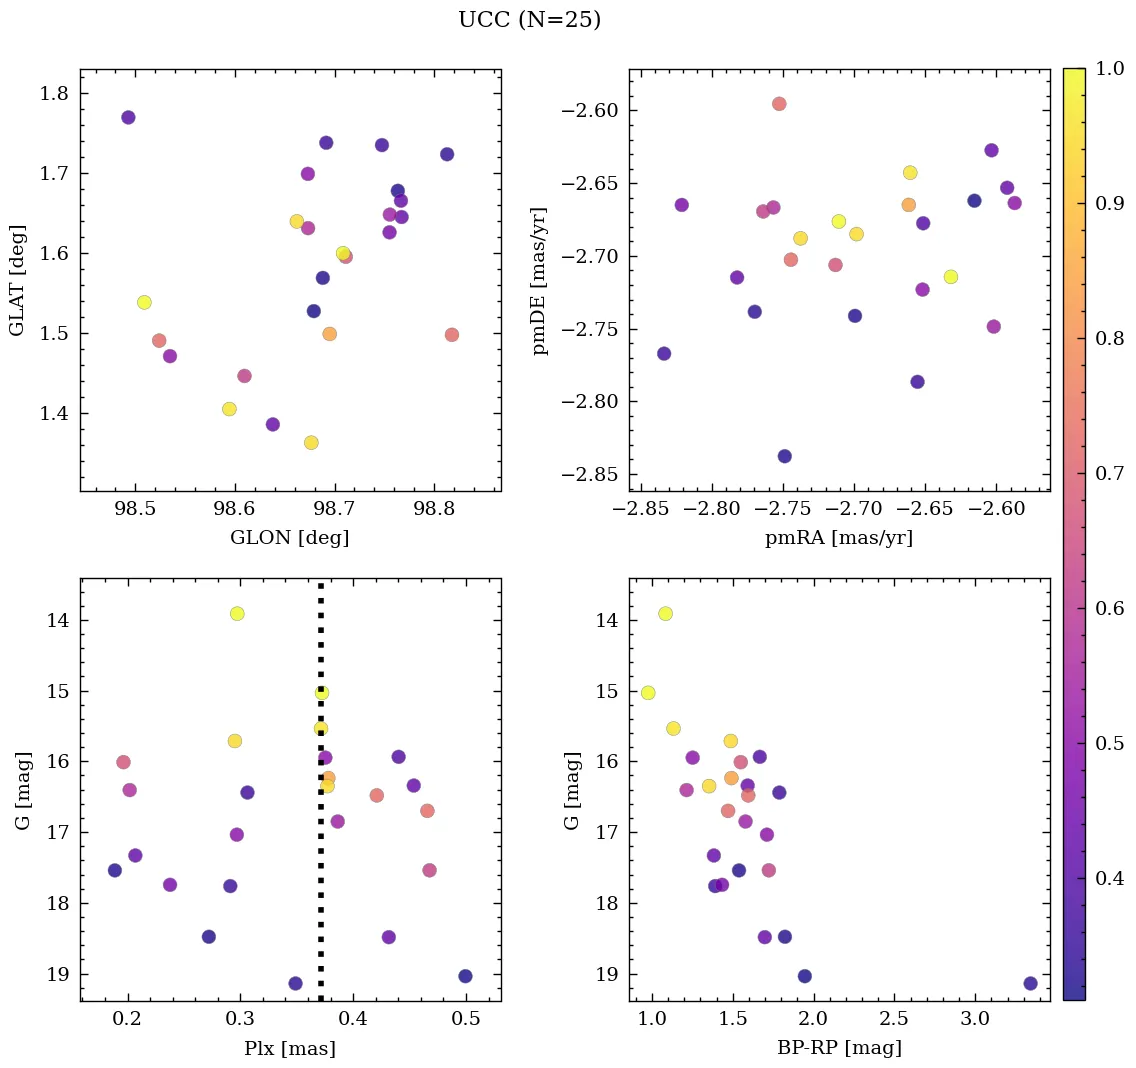 UCC (N=25)
1.8
1.7
1.6
1.5
1.4
GLAT [deg]
98.5 98.6 98.7 98.8
GLON [deg]
−2.60
−2.65
−2.70
−2.75
−2.80
−2.85
pmDE [mas/yr]
−2.85 −2.80 −2.75 −2.70 −2.65 −2.60
pmRA [mas/yr]
1.0
0.9
0.8
0.7
0.6
0.5
0.4
14
15
16
17
18
19
G [mag]
0.2 0.3 0.4 0.5
Plx [mas]
14
15
16
17
18
19
G [mag]
1.0 1.5 2.0 2.5 3.0
BP-RP [mag]